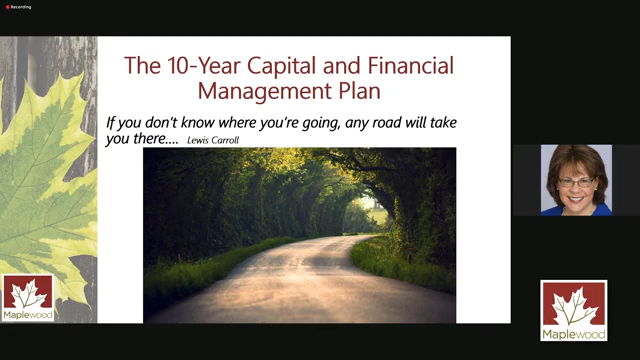 Recording
The 10-Year Capital and Financial
Management Plan
If you don't know where you're going, any road will take
you there.... Lewis Carroll
Maplewood
Maplewood